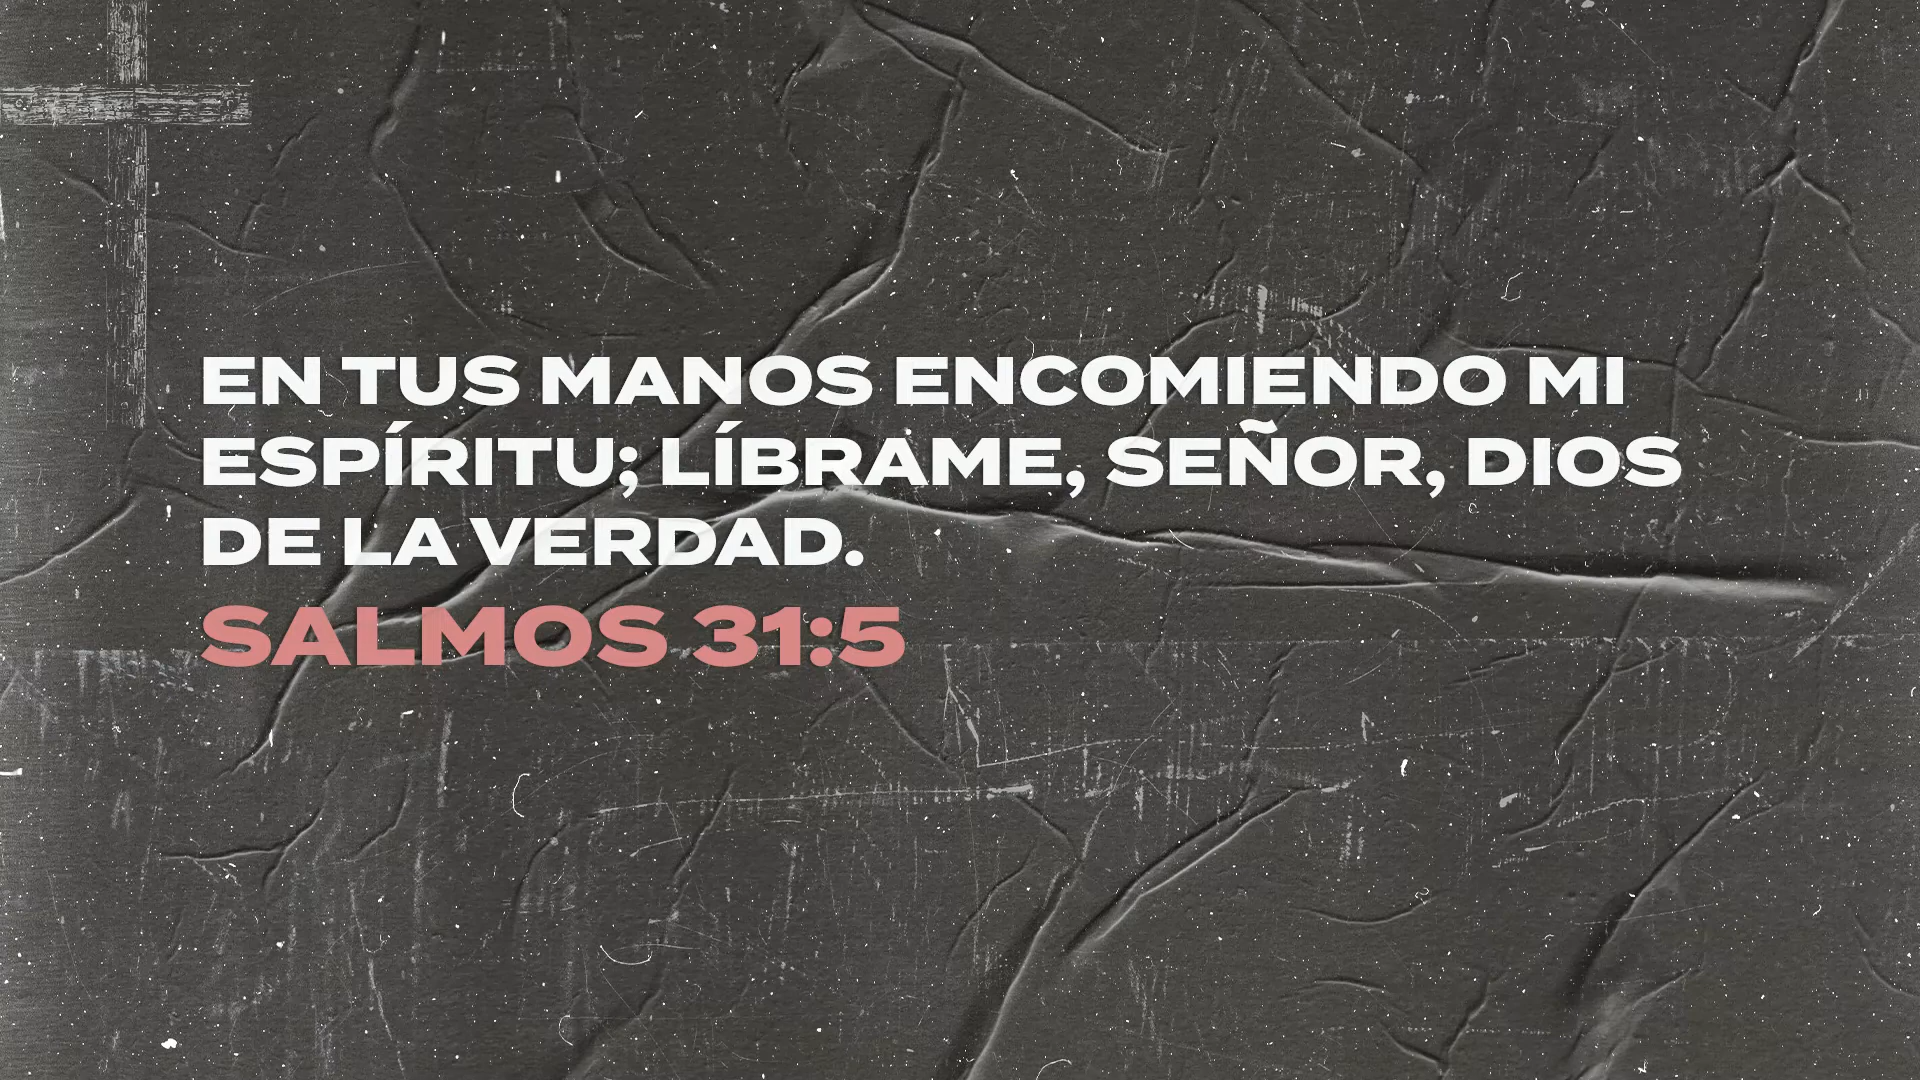 EN TUS MANOS ENCOMIENDO MI
ESPÍRITU; LÍBRAME, SEÑOR, DIOS
DE LA VERDAD.
SALMOS 31:5